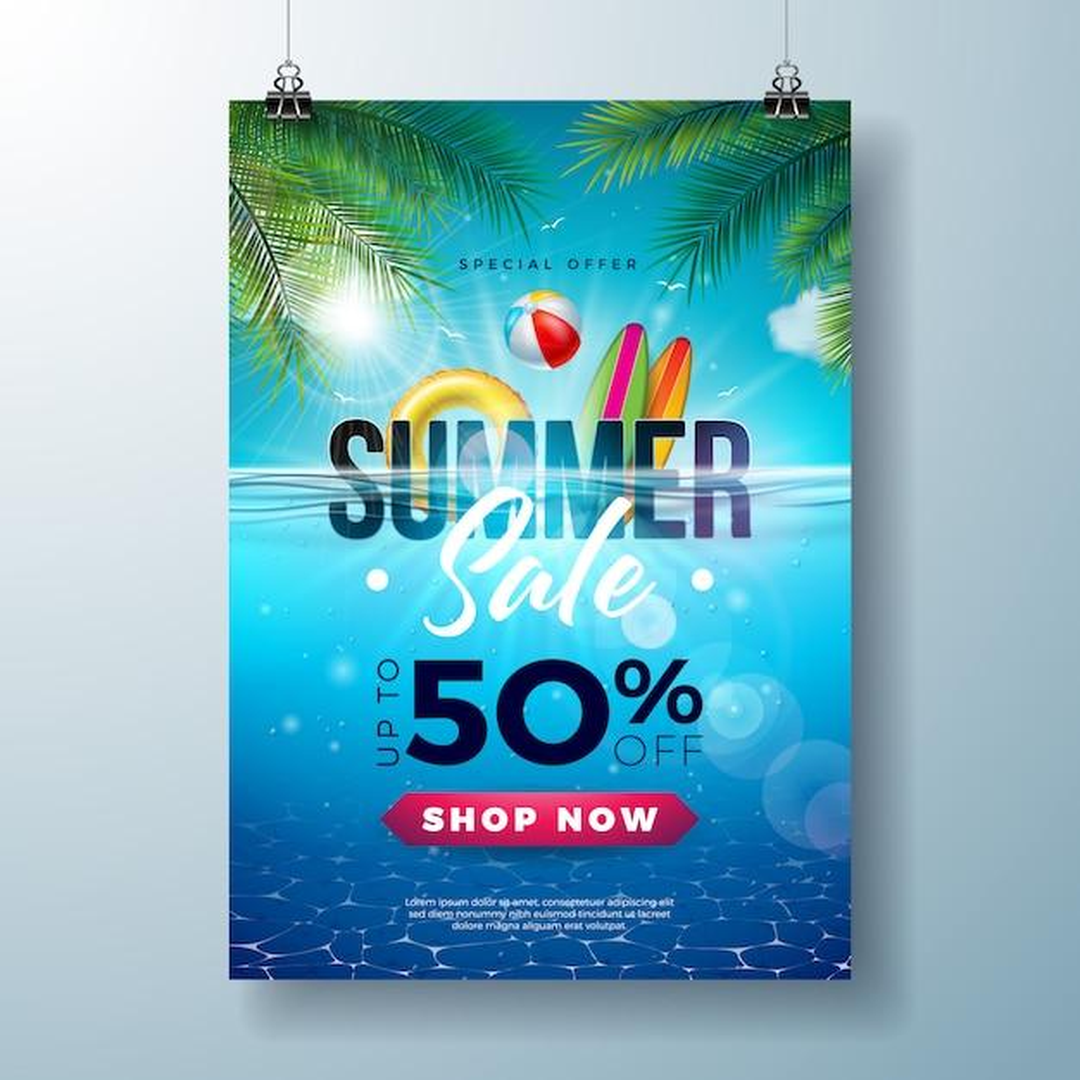 SPECIAL OFFER
SUMMER
Sale
UP TO
50%
OFF
SHOP NOW
Lorem ipsum dolor sit amet, consectetuer adipiscing elit
sed diem nonummy nibh euismod tincidunt us lacreet
dolore magna aliguam erat volutpat.